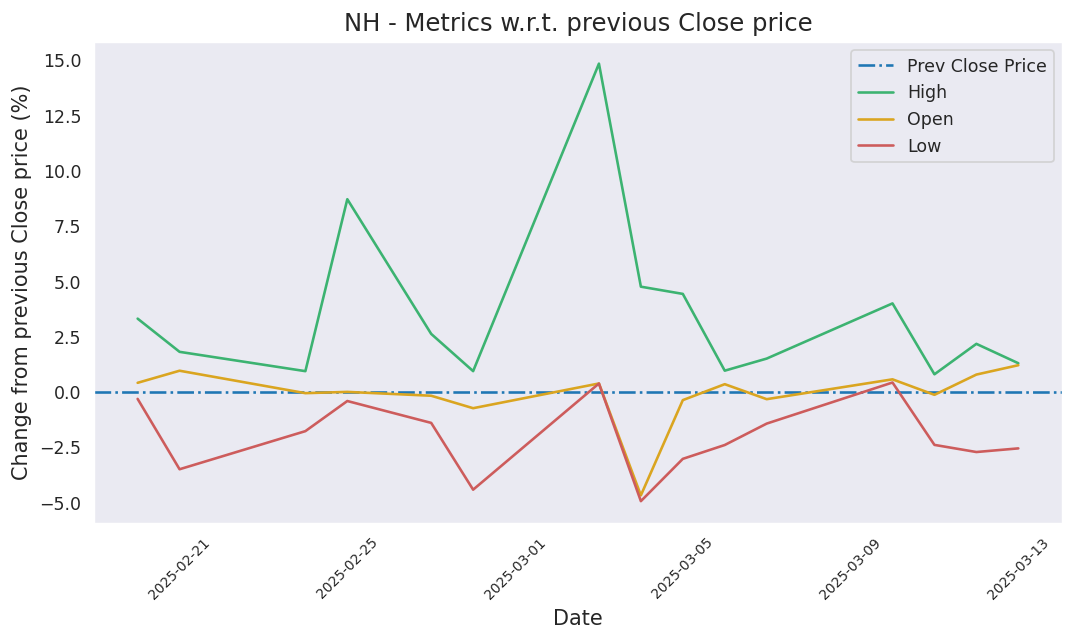 NH - Metrics w.r.t. previous Close price
Change from previous Close price (%)
15.0
12.5
10.0
7.5
5.0
2.5
0.0
−2.5
−5.0
Prev Close Price
High
Open
Low
2025-02-21
2025-02-25
2025-03-01
2025-03-05
2025-03-09
2025-03-13
Date